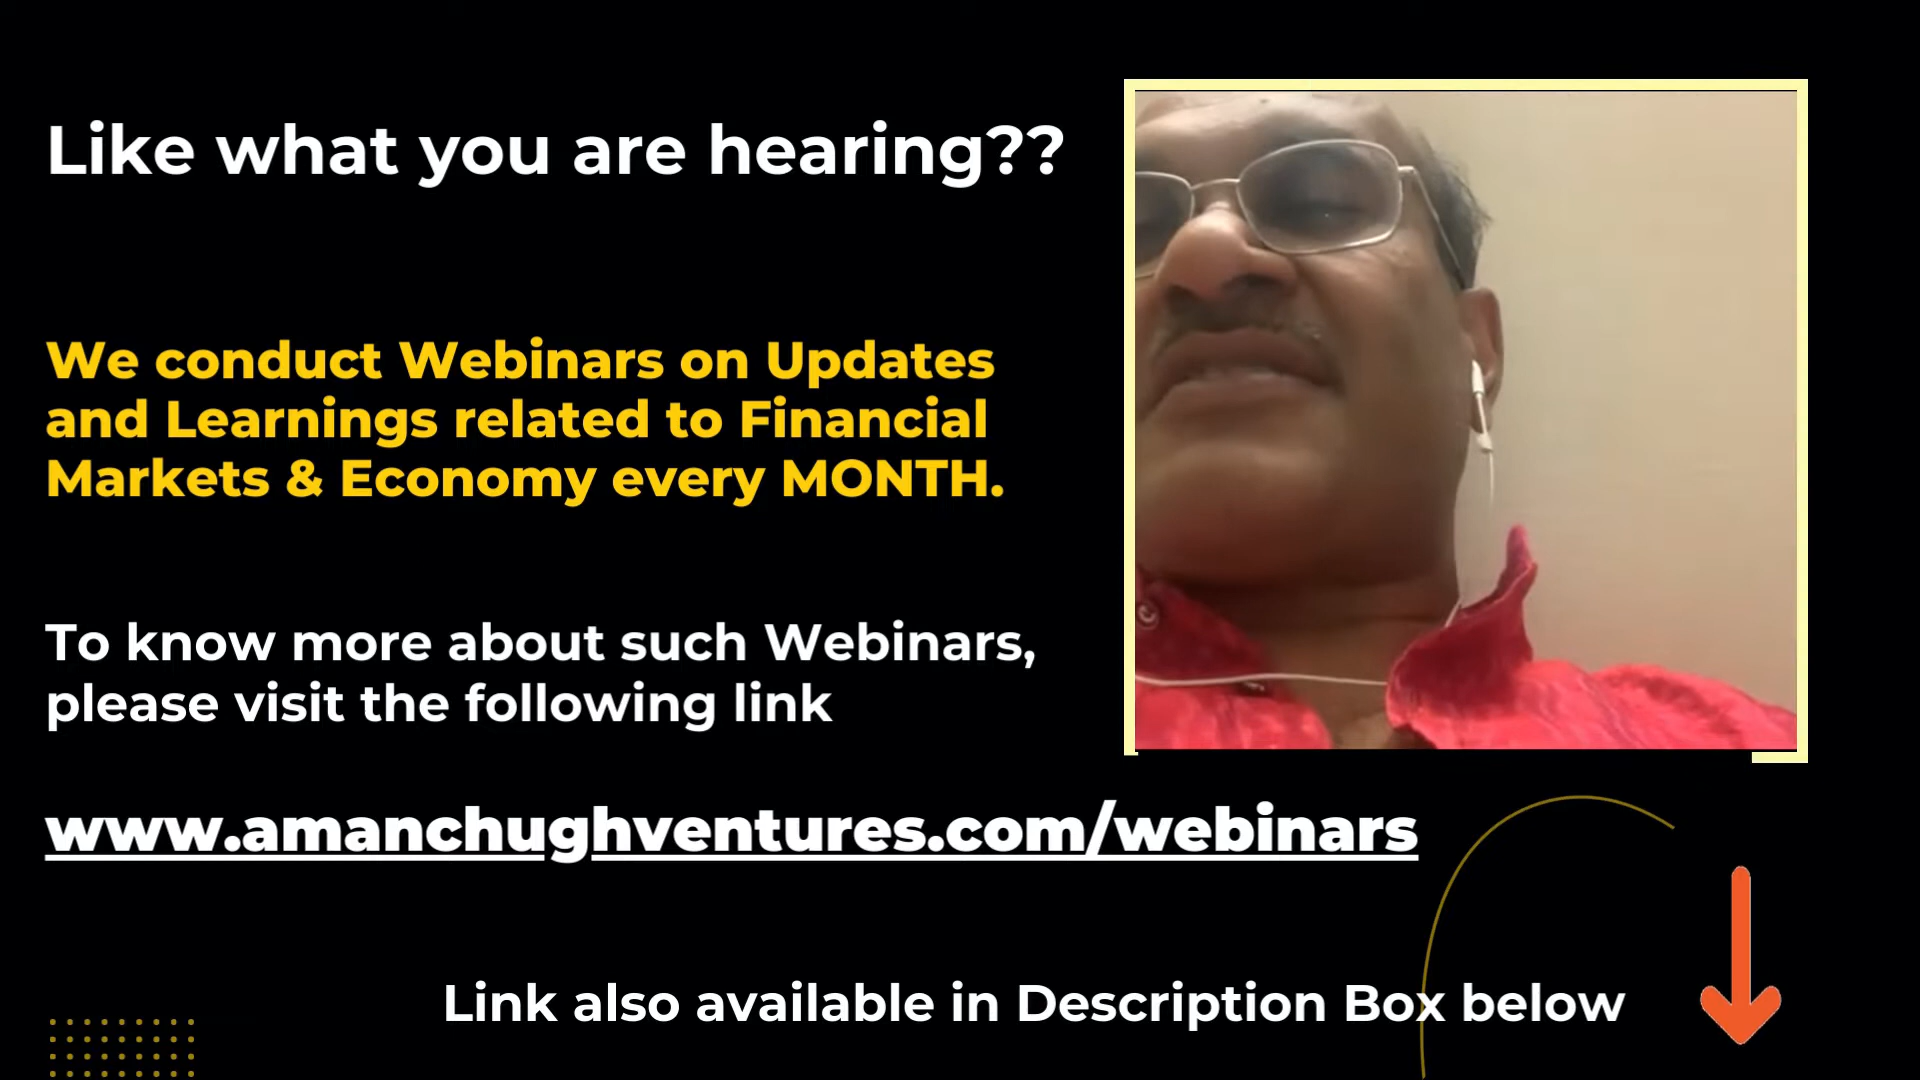 Like what you are hearing??
We conduct Webinars on Updates
and Learnings related to Financial
Markets & Economy every MONTH.
To know more about such Webinars,
please visit the following link
www.amanchughventures.com/webinars
Link also available in Description Box below